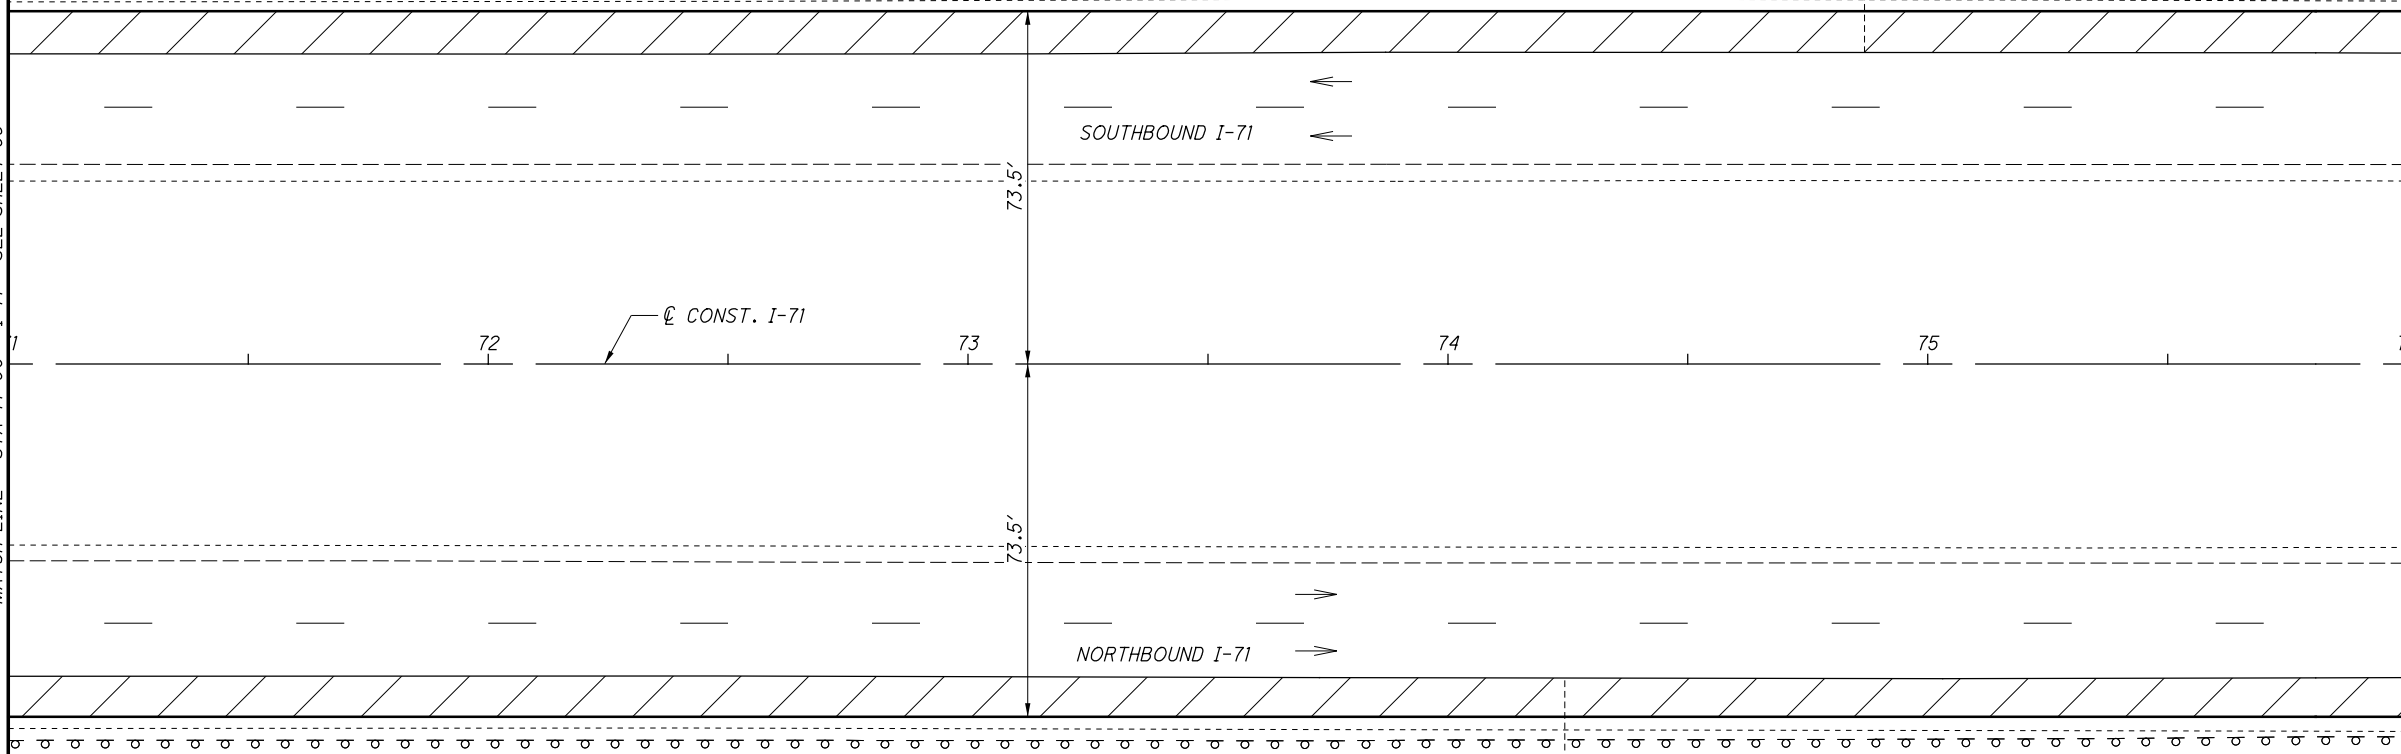 SOUTHBOUND I-71
73.5'
℄ CONST. I-71
72
73
74
75
73.5'
NORTHBOUND I-71